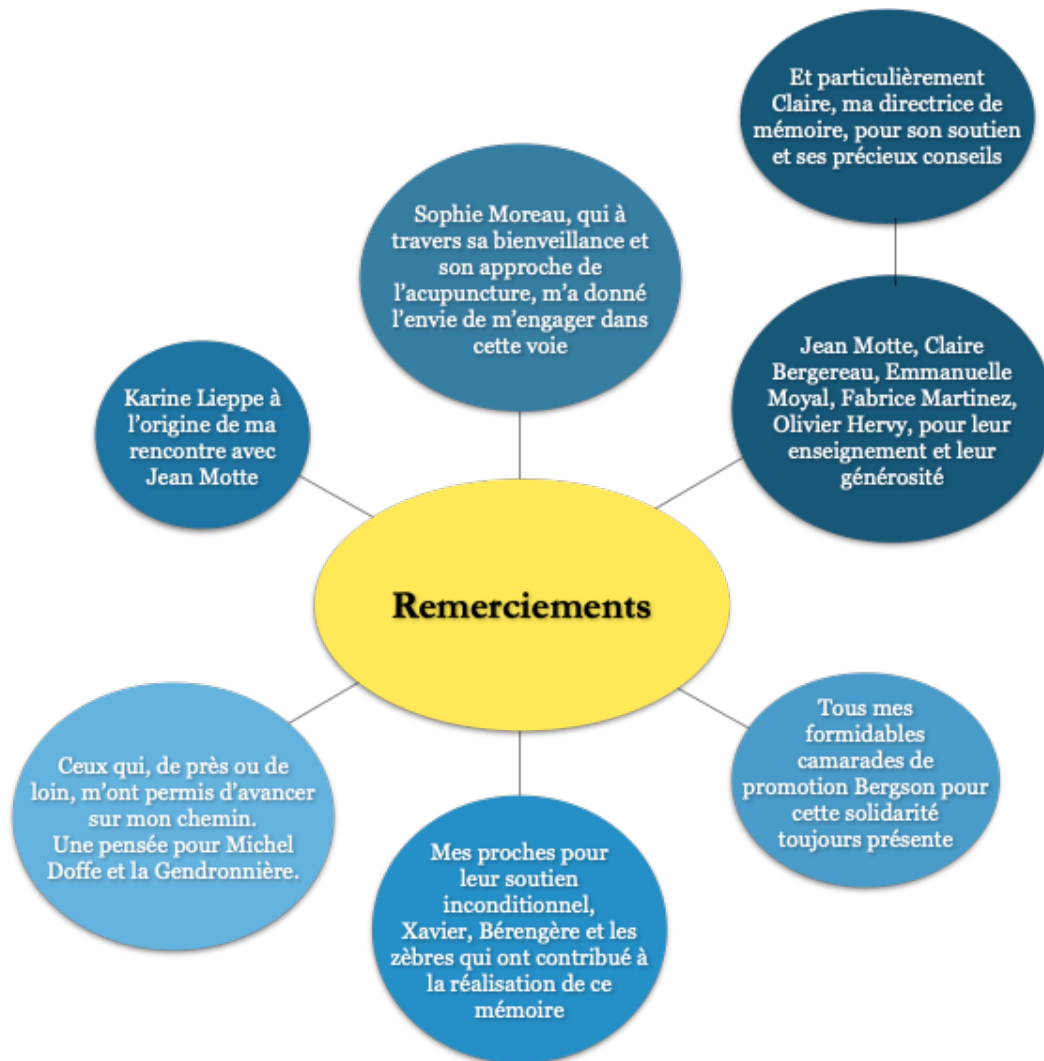 Et particulièrement
Claire, ma directrice de
mémoire, pour son soutien
et ses précieux conseils
Sophie Moreau, qui à
travers sa bienveillance et
son approche de
l'acupuncture, m'a donné
l'envie de m'engager dans
cette voie
Jean Motte, Claire
Bergereau, Emmanuelle
Moyal, Fabrice Martinez,
Olivier Hervy, pour leur
enseignement et leur
générosité
Karine Lieppe à
l'origine de ma
rencontre avec
Jean Motte
Remerciements
Ceux qui, de près ou de
loin, m'ont permis d'avancer
sur mon chemin.
Une pensée pour Michel
Doffe et la Gendronnière.
Mes proches pour
leur soutien
inconditionnel,
Xavier, Bérengère et les
zèbres qui ont contribué à
la réalisation de ce
mémoire
Tous mes
formidables
camarades de
promotion Bergson pour
cette solidarité
toujours présente